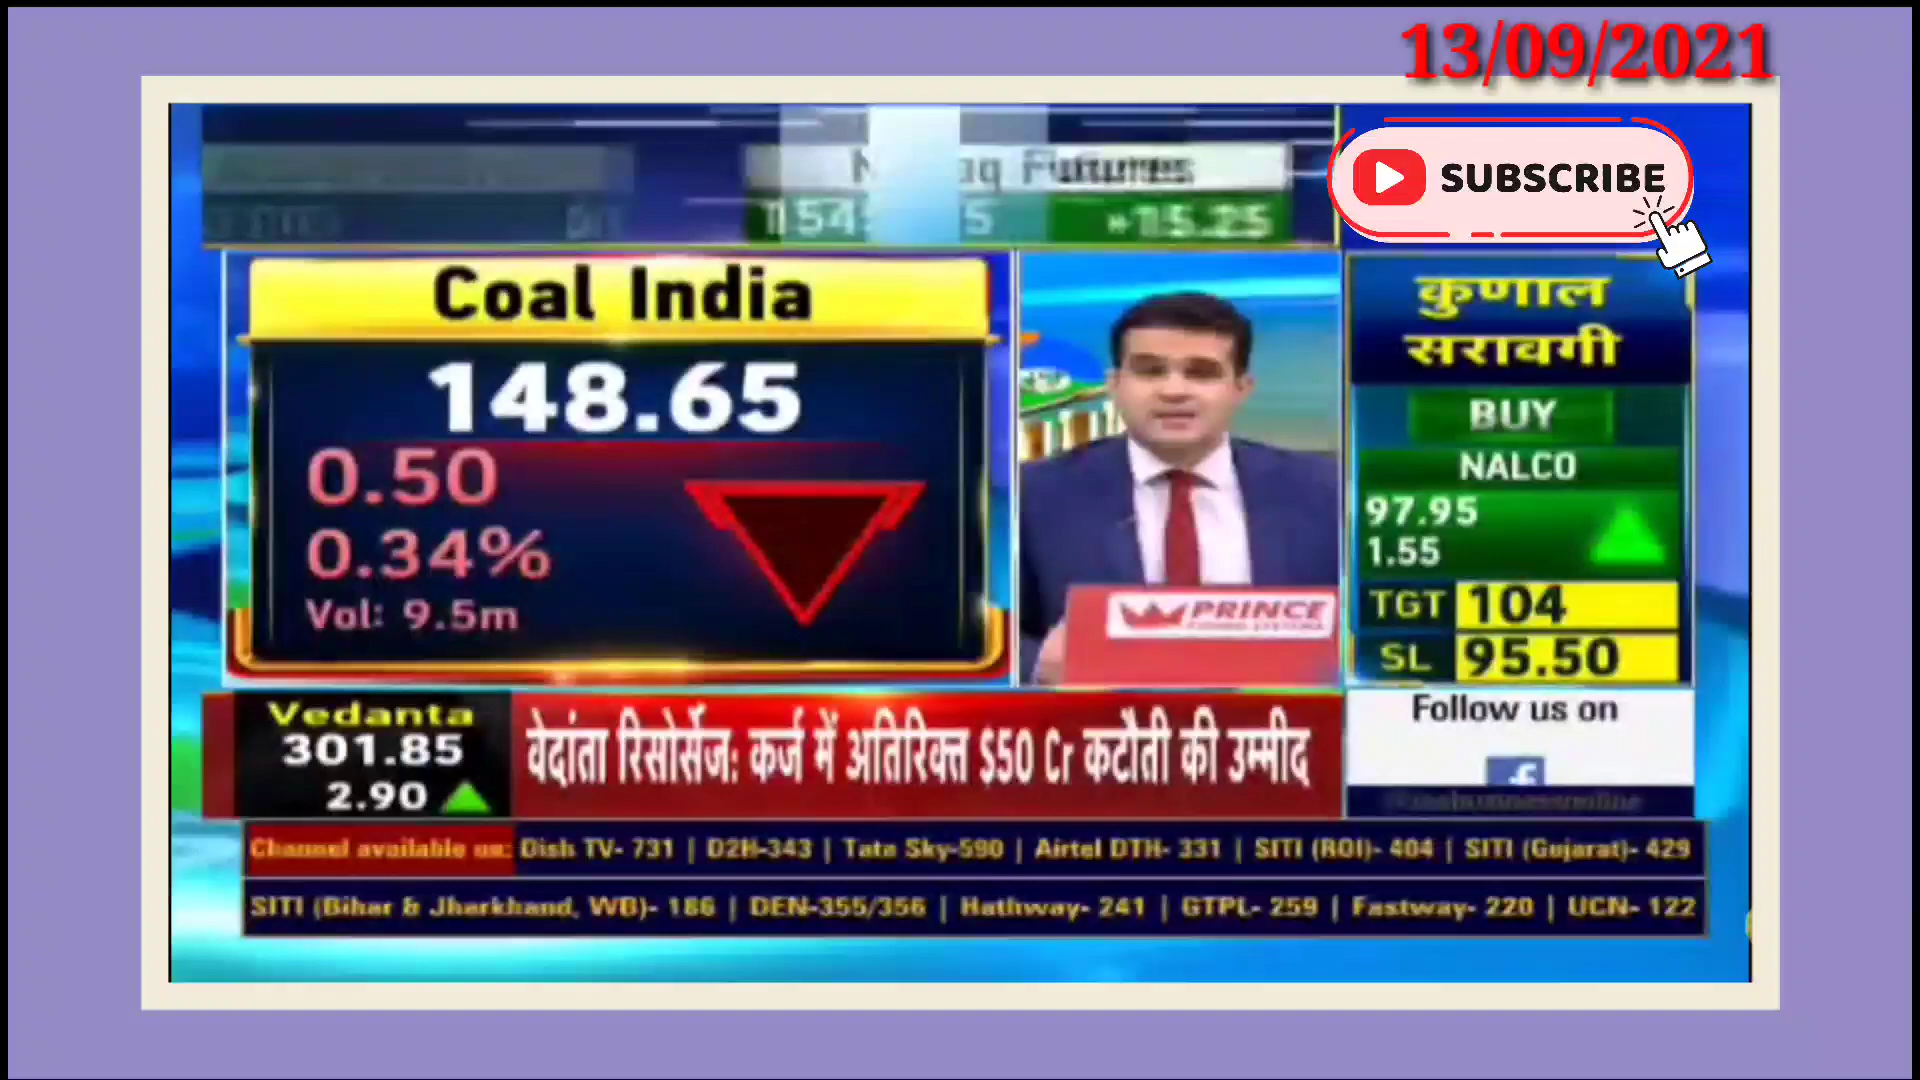 13/09/2021
SUBSCRIBE
Futures
+15.25
Coal India
148.65
0.50
0.34%
Vol: 9.5m
PRINCE
कुणाल
सरावगी
BUY
NALCO
97.95
1.55
TGT 104
SL 95.50
Vedanta
301.85
2.90
वेदांता रिसोर्सेज: कर्ज में अतिरिक्त $50 Cr कटौती की उम्मीद
Follow us on
Channel available on: Dish TV- 731 | D2H-343 | Tata Sky-590 | Airtel DTH- 331 | SITI (ROI)- 404 | SITI (Gujarat)- 429
SITI (Bihar & Jharkhand, WB)- 186 | DEN-355/356 | Hathway- 241 | GTPL- 259 | Fastway- 220 | UCN- 122